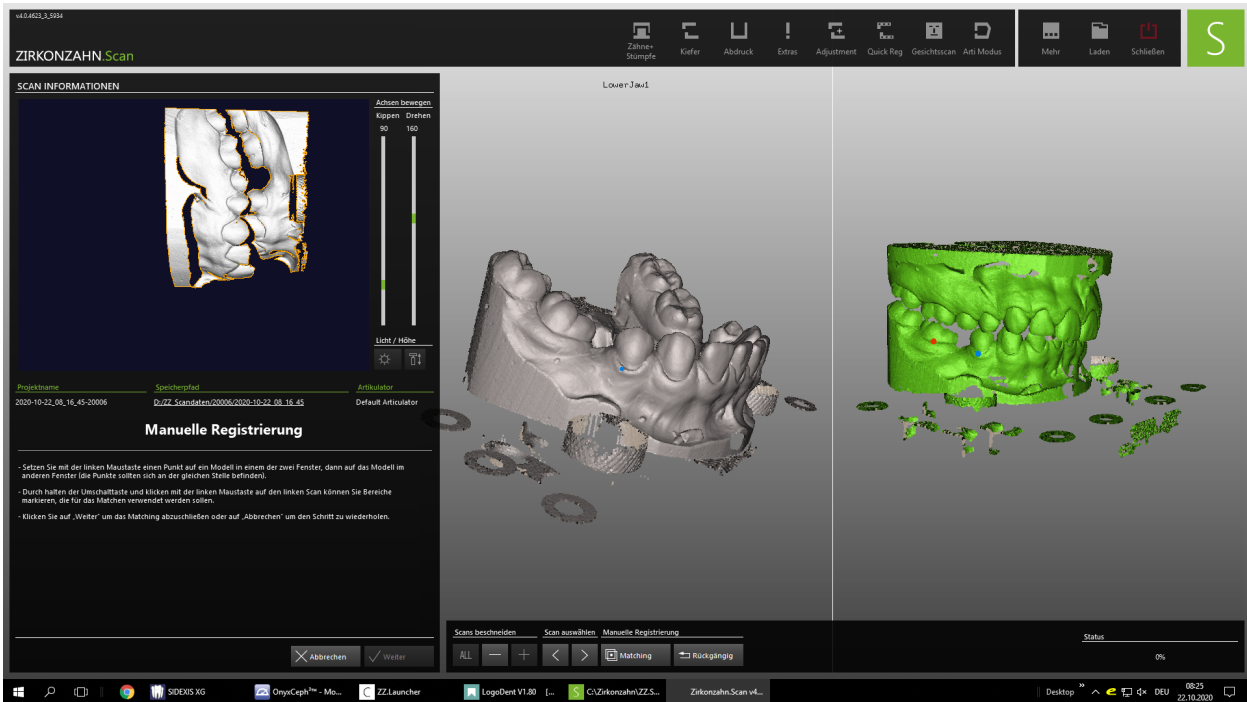 v4.0.4623_3_5934
ZIRKONZAHN.Scan
Zähne+
Stümpfe
Kiefer
Abdruck
Extras
Adjustment
Quick Reg
Gesichtsscan
Arti Modus
Mehr
Laden
Schließen
S
SCAN INFORMATIONEN
Achsen bewegen
Kippen Drehen
90 160
Licht / Höhe
Projektname Speicherpfad Artikulator
2020-10-22_08_16_45-20006 D:/ZZ_Scandaten/20006/2020-10-22_08_16_45 Default Articulator
Manuelle Registrierung
- Setzen Sie mit der linken Maustaste einen Punkt auf ein Modell in einem der zwei Fenster, dann auf das Modell im
anderen Fenster (die Punkte sollten sich an der gleichen Stelle befinden).
- Durch halten der Umschalttaste und klicken mit der linken Maustaste auf den linken Scan können Sie Bereiche
markieren, die für das Matchen verwendet werden sollen.
- Klicken Sie auf „Weiter" um das Matching abzuschließen oder auf „Abbrechen" um den Schritt zu wiederholen.
Abbrechen
Weiter
LowerJaw1
Scans beschneiden Scan auswählen Manuelle Registrierung
ALL
Matching
Rückgängig
Status
0%
SIDEXIS XG
OnyxCeph³™ - Mo...
ZZ.Launcher
LogoDent V1.80 [...
C:\Zirkonzahn\ZZ.S...
Zirkonzahn.Scan v4...
Desktop
DEU
08:25
22.10.2020